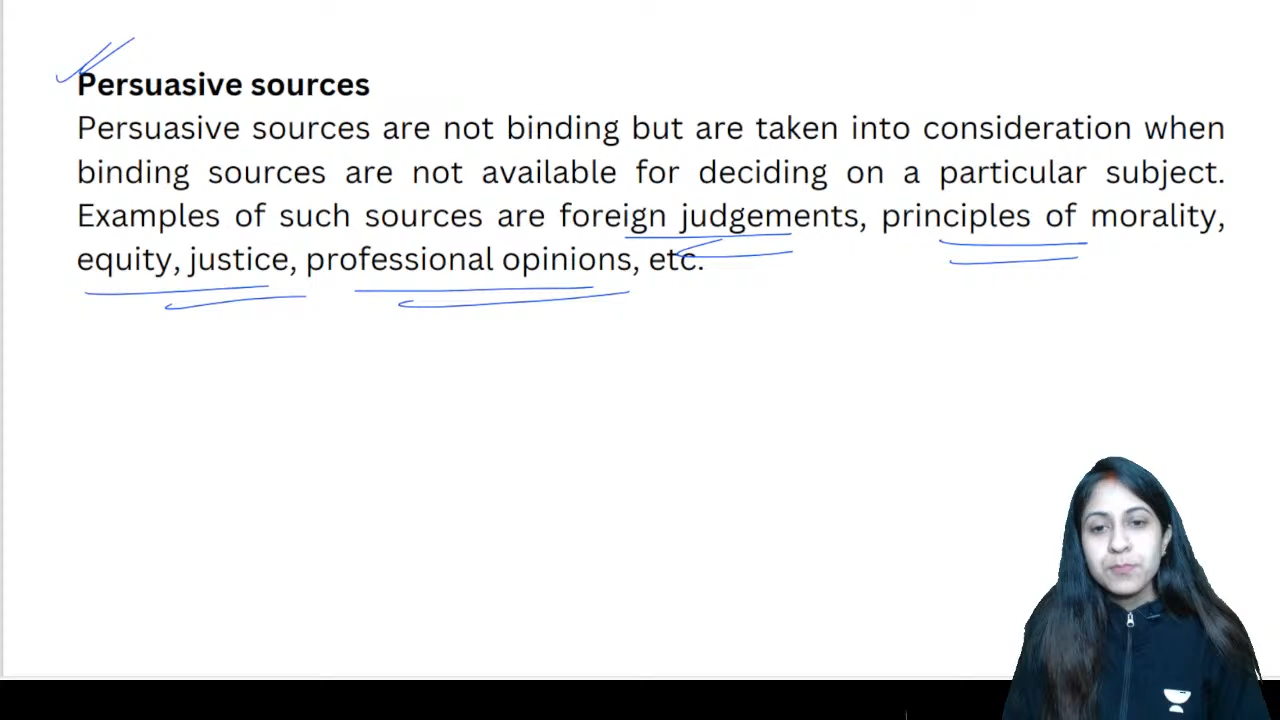 Persuasive sources
Persuasive sources are not binding but are taken into consideration when
binding sources are not available for deciding on a particular subject.
Examples of such sources are foreign judgements, principles of morality,
equity, justice, professional opinions, etc.